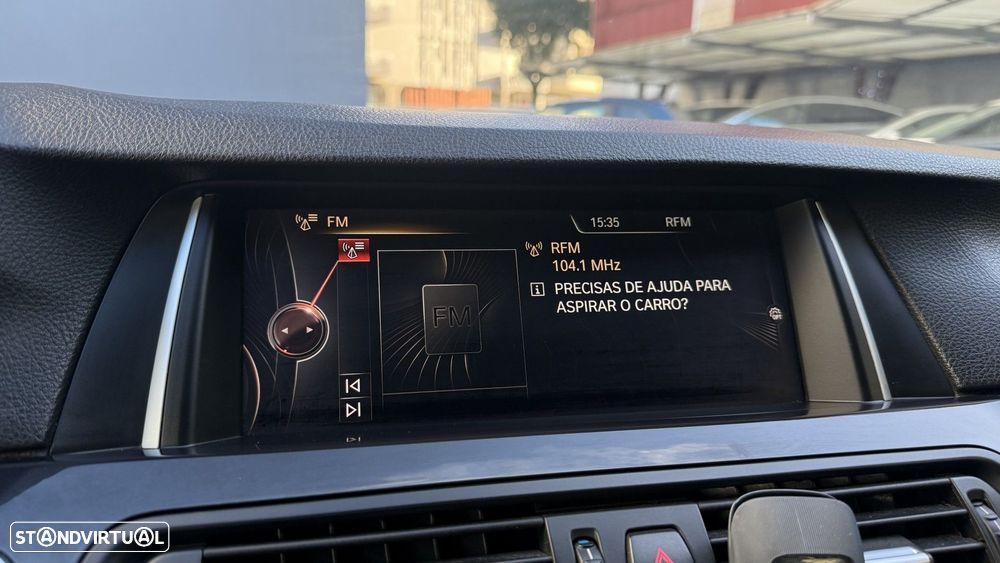 FM
15:35
RFM
RFM
104.1 MHz
PRECISAS DE AJUDA PARA
ASPIRAR O CARRO?
FM
STANDVIRTUAL